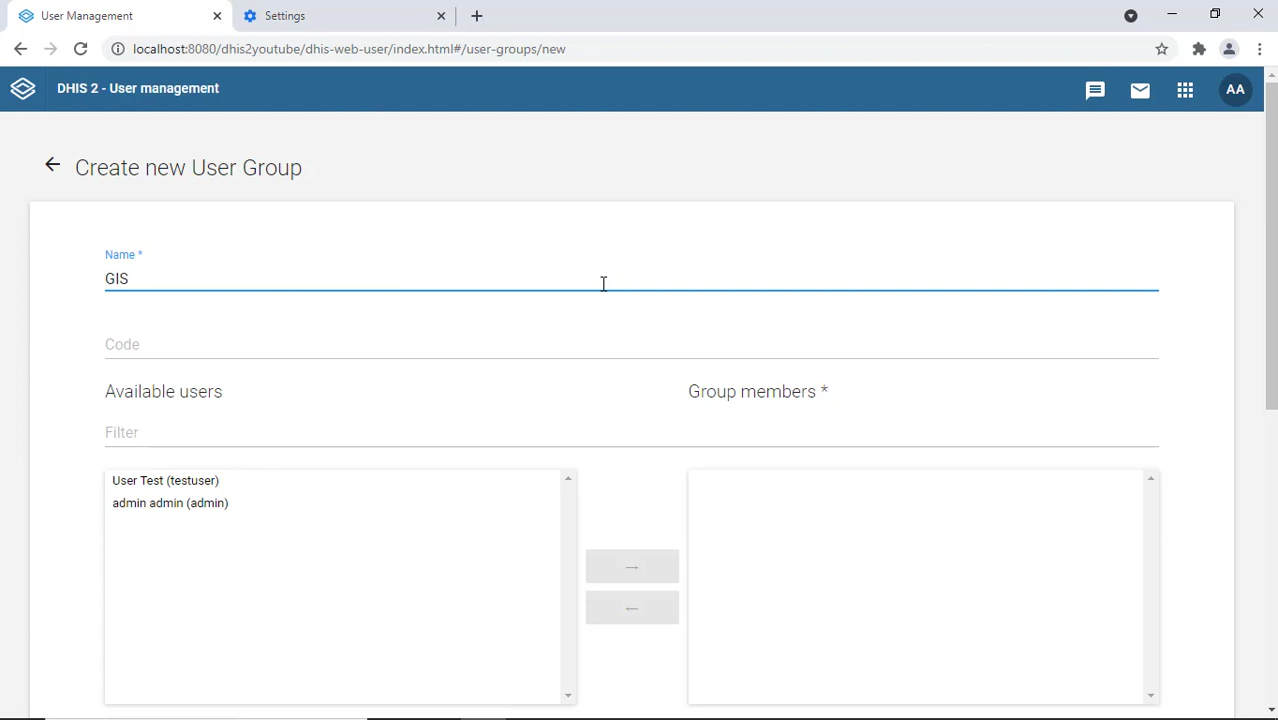 User Management
Settings
localhost:8080/dhis2youtube/dhis-web-user/index.html#/user-groups/new
DHIS 2 - User management
AA
Create new User Group
Name *
GIS
Code
Available users
Group members *
Filter
User Test (testuser)
admin admin (admin)
→
←